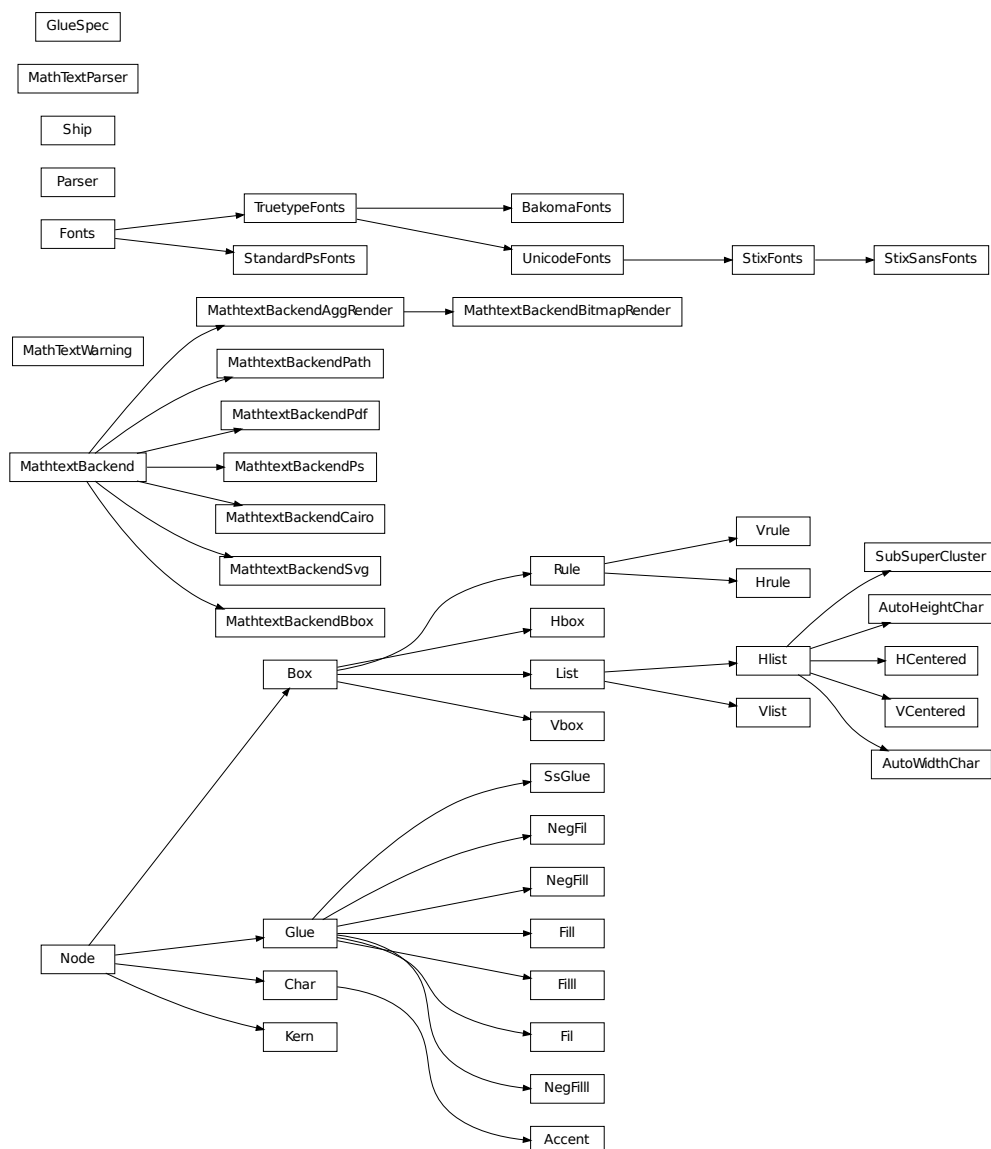 GlueSpec
MathTextParser
Ship
Parser
Fonts
TruetypeFonts
BakomaFonts
StandardPsFonts
UnicodeFonts
StixFonts
StixSansFonts
MathtextBackendAggRender
MathtextBackendBitmapRender
MathTextWarning
MathtextBackendPath
MathtextBackendPdf
MathtextBackend
MathtextBackendPs
MathtextBackendCairo
MathtextBackendSvg
MathtextBackendBbox
Vrule
SubSuperCluster
Rule
Hrule
AutoHeightChar
Hbox
Box
List
Hlist
HCentered
Vbox
Vlist
VCentered
AutoWidthChar
SsGlue
NegFil
NegFill
Glue
Fill
Node
Char
Filll
Kern
Fil
NegFilll
Accent